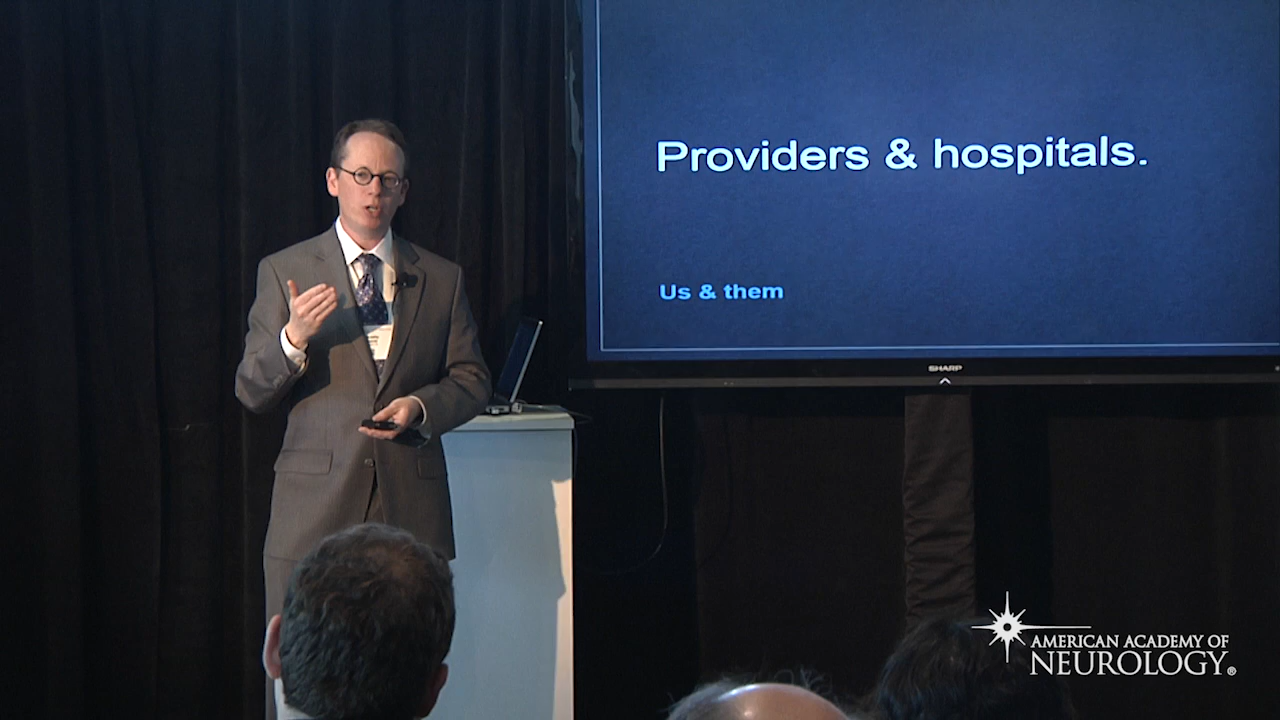 Providers & hospitals.
Us & them
SHARP
AMERICAN ACADEMY OF
NEUROLOGY®